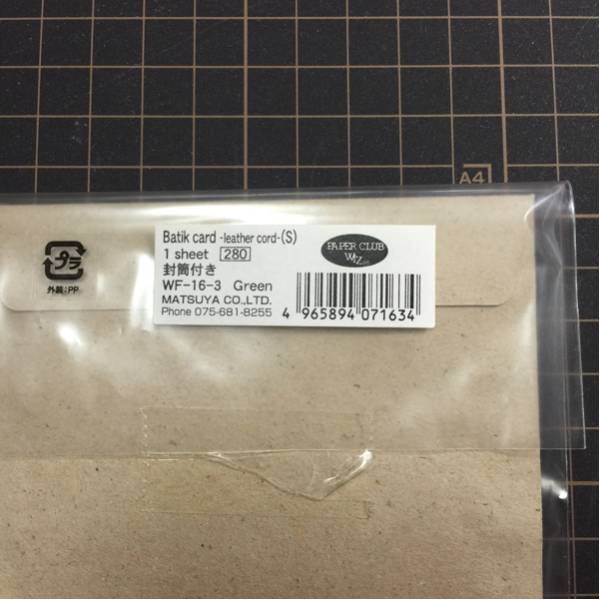 A4
Batik card -leather cord-(S)
1 sheet 280
封筒付き
WF-16-3 Green
MATSUYA CO.,LTD.
Phone 075-681-8255
PAPER CLUB
4 965894 071634
プラ
外装:PP